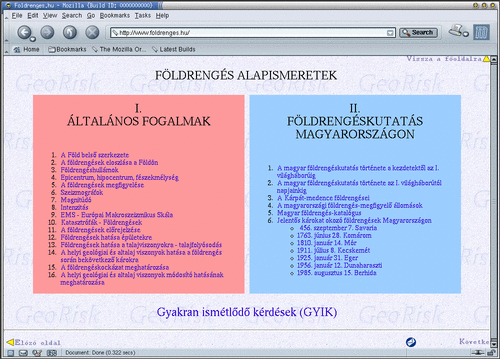 Foldrenges.hu - Mozilla {Build ID: 0000000000}
File Edit View Search Go Bookmarks Tasks Help
http://www.foldrenges.hu/ Search
Home Bookmarks The Mozilla Or... Latest Builds
Vissza a főoldalra
FÖLDRENGÉS ALAPISMERETEK
I.
ÁLTALÁNOS FOGALMAK
1. A Föld belső szerkezete
2. A földrengések eloszlása a Földön
3. Földrengéshullámok
4. Epicentrum, hipocentrum, fészekmélység
5. A földrengések megfigyelése
6. Szeizmográfok
7. Magnitúdó
8. Intenzitás
9. EMS - Európai Makroszeizmikus Skála
10. Katasztrófák - Földrengések
11. A földrengések előrejelzése
12. Földrengések hatása épületekre
13. Földrengések hatása a talajviszonyokra - talajfolyósodás
14. A helyi geológiai és altalaj viszonyok hatása a földrengés
során bekövetkező károkra
15. A földrengéskockázat meghatározása
16. A helyi geológiai és altalaj viszonyok módosító hatásának
meghatározása
II.
FÖLDRENGÉSKUTATÁS
MAGYARORSZÁGON
1. A magyar földrengéskutatás története a kezdetektől az I.
világháborúig
2. A magyar földrengéskutatás története az I. világháborútól
napjainkig
3. A Kárpát-medence földrengései
4. A magyarországi földrengés-megfigyelő állomások
5. Magyar földrengés-katalógus
6. Jelentős károkat okozó földrengések Magyarországon
456. szeptember 7. Savaria
1763. június 28. Komárom
1810. január 14. Mór
1911. július 8. Kecskemét
1925. január 31. Eger
1956. január 12. Dunaharaszti
1985. augusztus 15. Berhida
Gyakran ismétlődő kérdések (GYIK)
Előző oldal
Követke
Document: Done (0.322 secs)
GeoRisk